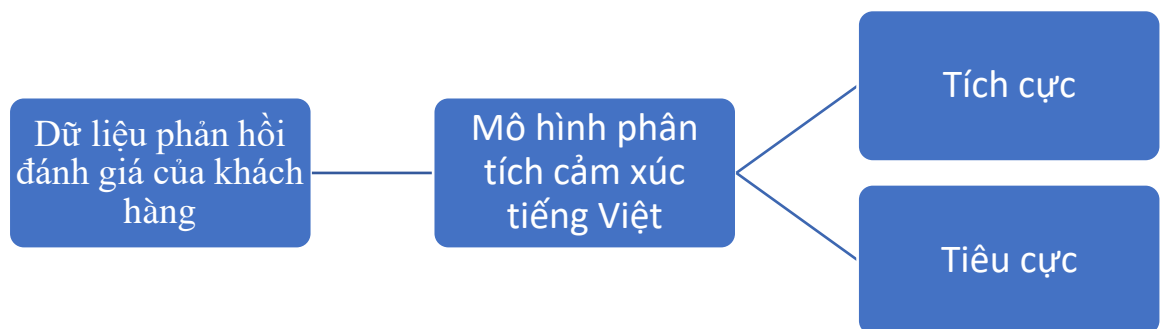 Dữ liệu phản hồi
đánh giá của khách
hàng
Mô hình phân
tích cảm xúc
tiếng Việt
Tích cực
Tiêu cực